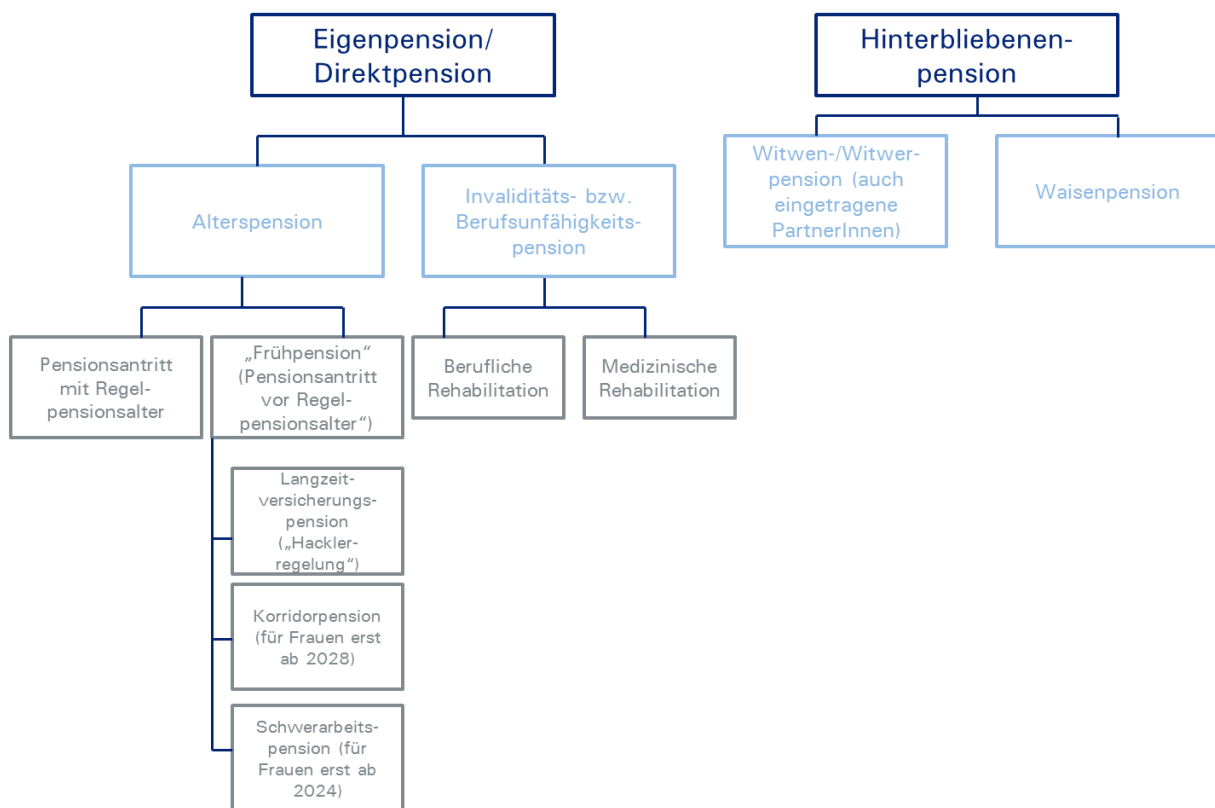 Eigenpension/
Direktpension
Hinterbliebenen-
pension
Alterspension
Invaliditäts- bzw.
Berufsunfähigkeits-
pension
Witwen-/Witwer-
pension (auch
eingetragene
PartnerInnen)
Waisenpension
Pensionsantritt
mit Regel-
pensionsalter
„Frühpension“
(Pensionsantritt
vor Regel-
pensionsalter“)
Berufliche
Rehabilitation
Medizinische
Rehabilitation
Langzeit-
versicherungs-
pension
(„Hackler-
regelung“)
Korridorpension
(für Frauen erst
ab 2028)
Schwerarbeits-
pension (für
Frauen erst ab
2024)